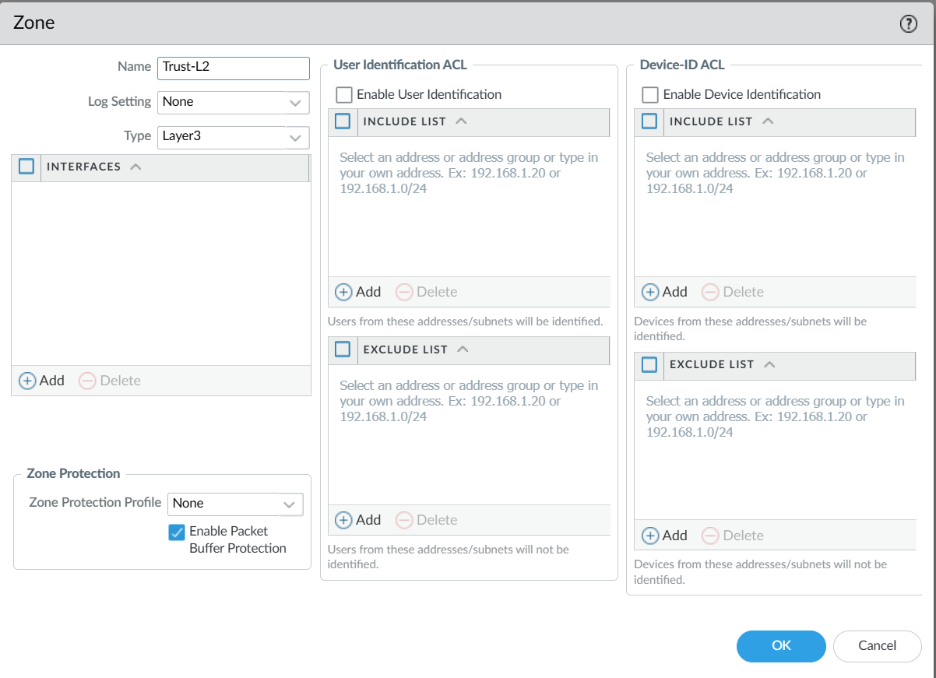 Zone
Name Trust-L2
Log Setting None
Type Layer3
INTERFACES
Add Delete
Zone Protection
Zone Protection Profile None
Enable Packet
Buffer Protection
User Identification ACL
Enable User Identification
INCLUDE LIST
Select an address or address group or type in
your own address. Ex: 192.168.1.20 or
192.168.1.0/24
Add Delete
Users from these addresses/subnets will be identified.
EXCLUDE LIST
Select an address or address group or type in
your own address. Ex: 192.168.1.20 or
192.168.1.0/24
Add Delete
Users from these addresses/subnets will not be
identified.
Device-ID ACL
Enable Device Identification
INCLUDE LIST
Select an address or address group or type in
your own address. Ex: 192.168.1.20 or
192.168.1.0/24
Add Delete
Devices from these addresses/subnets will be
identified.
EXCLUDE LIST
Select an address or address group or type in
your own address. Ex: 192.168.1.20 or
192.168.1.0/24
Add Delete
Devices from these addresses/subnets will not be
identified.
OK Cancel